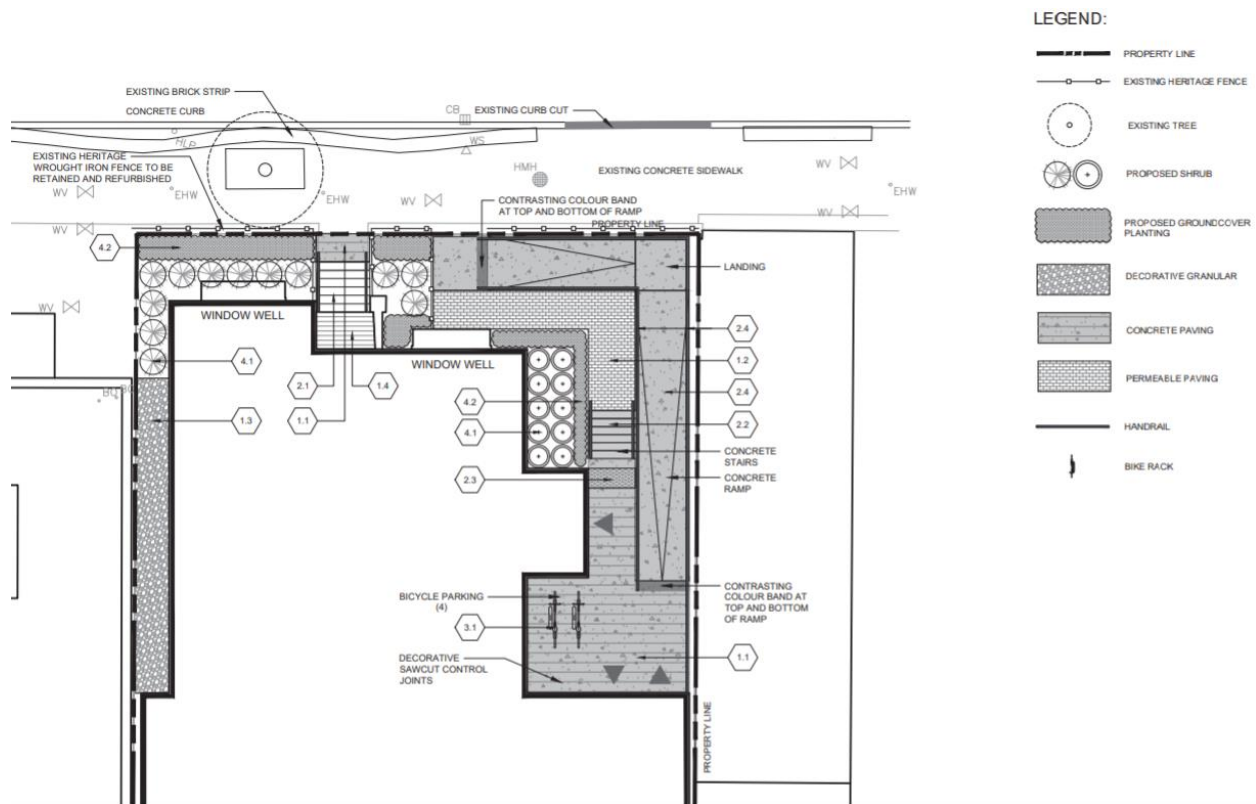 LEGEND:
PROPERTY LINE
EXISTING HERITAGE FENCE
EXISTING TREE
PROPOSED SHRUB
PROPOSED GROUNDCOVER
PLANTING
DECORATIVE GRANULAR
CONCRETE PAVING
PERMEABLE PAVING
HANDRAIL
BIKE RACK
EXISTING BRICK STRIP
CONCRETE CURB
CB
EXISTING CURB CUT
HLP
WS
EXISTING HERITAGE
WROUGHT IRON FENCE TO BE
RETAINED AND REFURBISHED
HMH
EXISTING CONCRETE SIDEWALK
WV
WV
EHW
EHW
WV
EHW
CONTRASTING COLOUR BAND
AT TOP AND BOTTOM OF RAMP
PROPERTY LINE
WV
WV
4.2
LANDING
WV
WINDOW WELL
2.4
WINDOW WELL
1.2
4.1
2.1
1.4
2.4
4.2
1.3
1.1
2.2
4.1
CONCRETE
STAIRS
2.3
CONCRETE
RAMP
BICYCLE PARKING
(4)
CONTRASTING
COLOUR BAND AT
TOP AND BOTTOM
OF RAMP
3.1
1.1
DECORATIVE
SAWCUT CONTROL
JOINTS
PROPERTY LINE